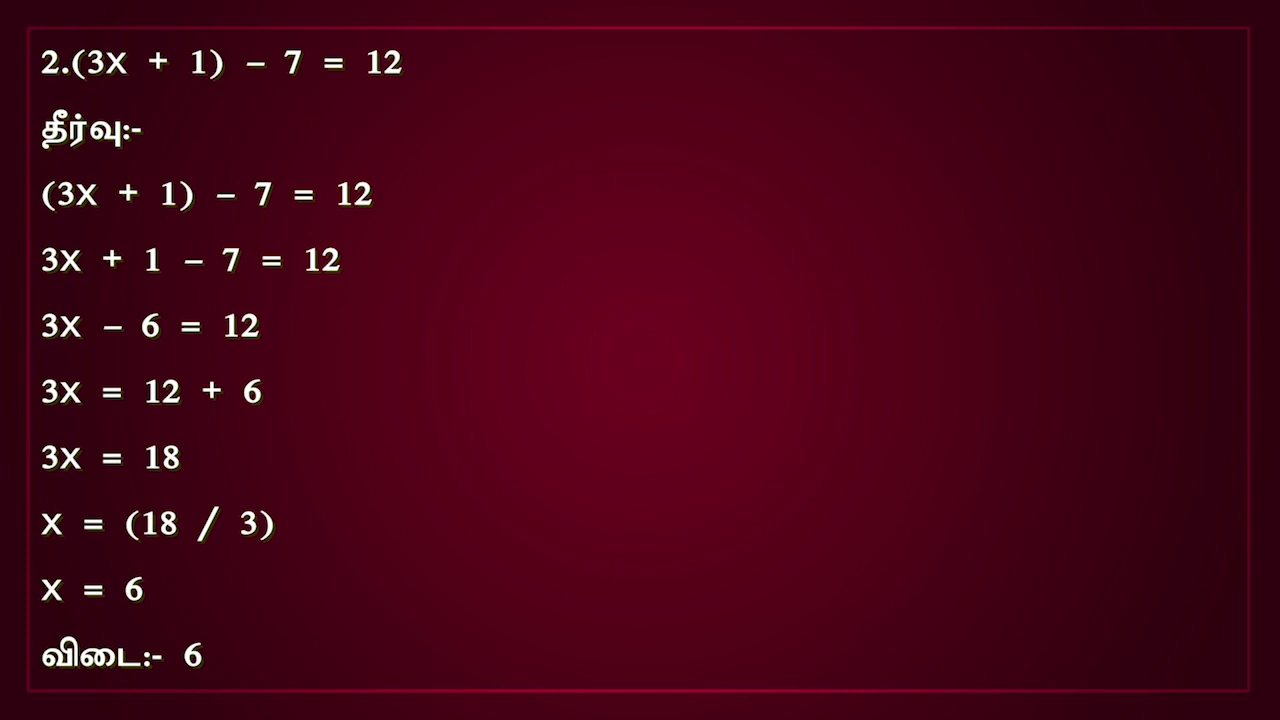 2.(3x + 1) – 7 = 12
தீர்வு:-
(3x + 1) – 7 = 12
3x + 1 – 7 = 12
3x – 6 = 12
3x = 12 + 6
3x = 18
x = (18 / 3)
x = 6
விடை:- 6